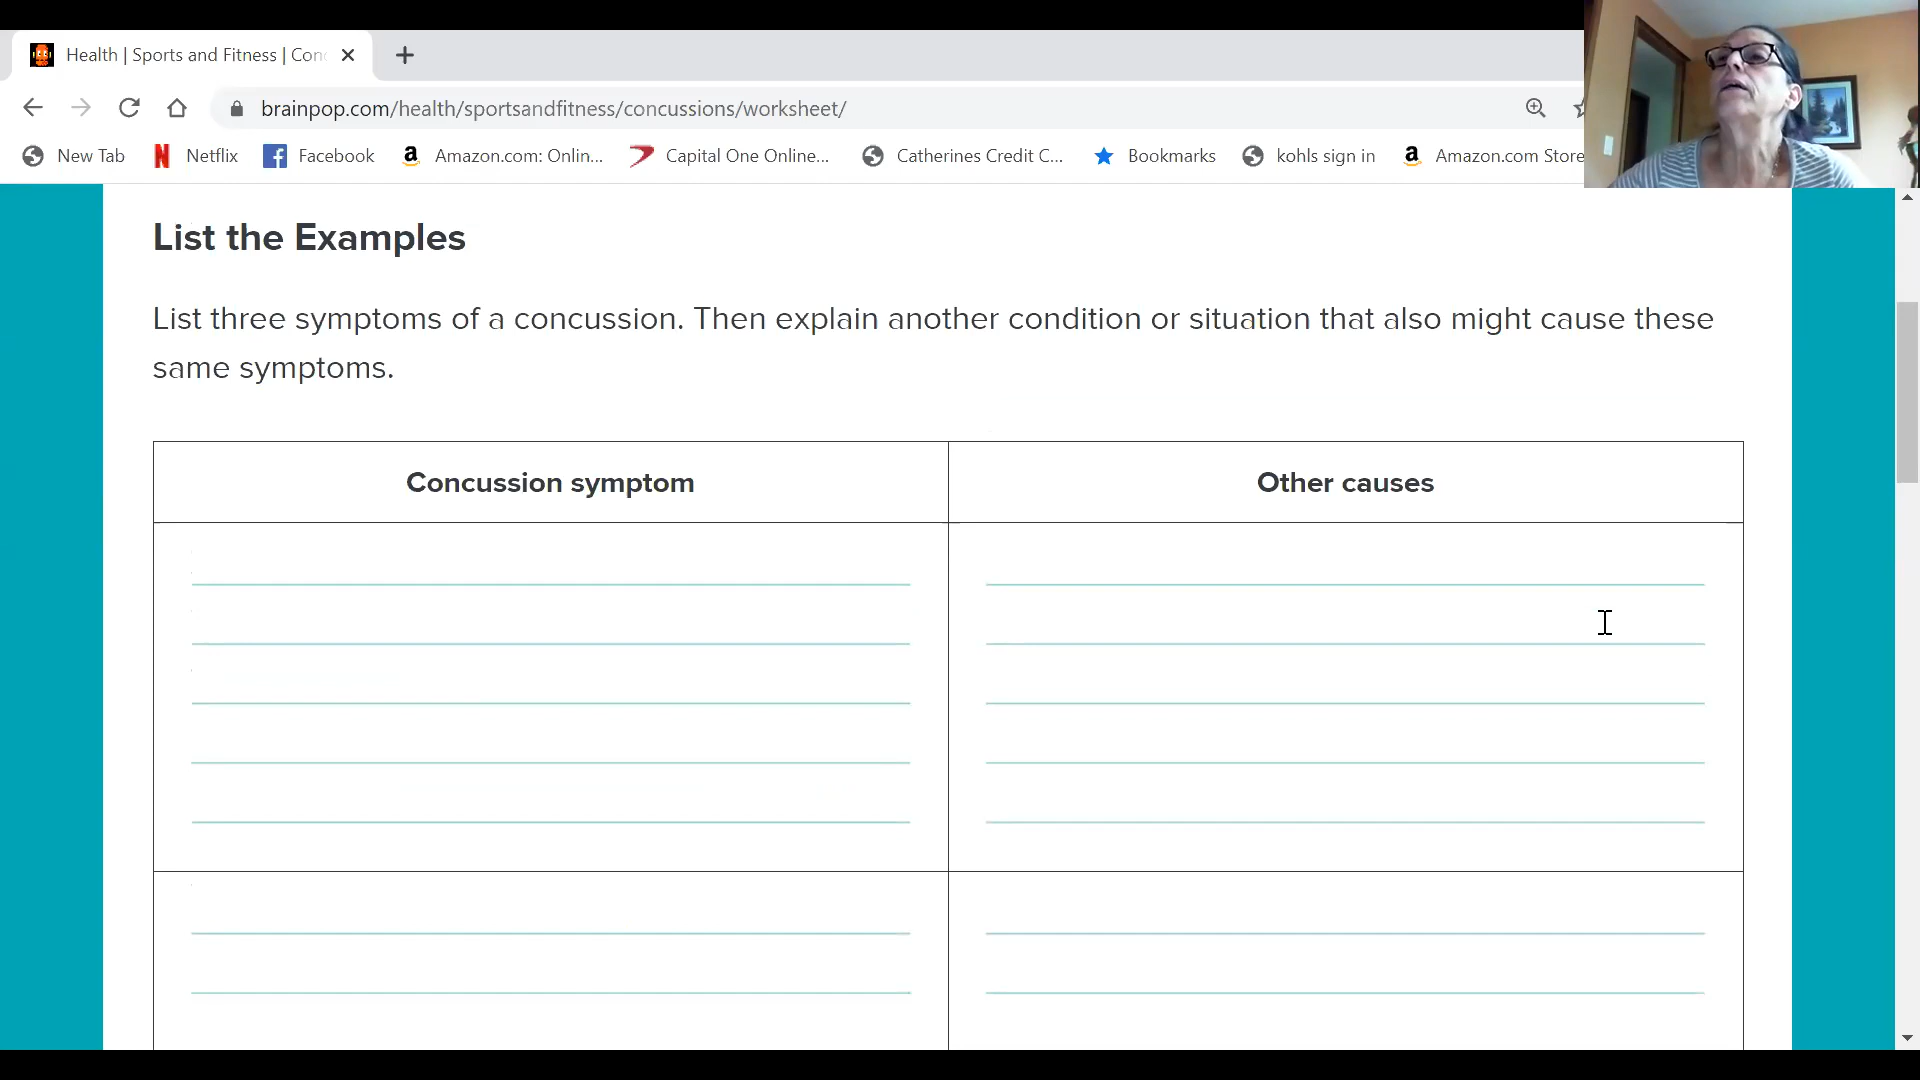 Health | Sports and Fitness | Con
brainpop.com/health/sportsandfitness/concussions/worksheet/
New Tab Netflix Facebook Amazon.com: Onlin... Capital One Online... Catherines Credit C... Bookmarks kohls sign in Amazon.com Store
List the Examples
List three symptoms of a concussion. Then explain another condition or situation that also might cause these
same symptoms.
Concussion symptom Other causes